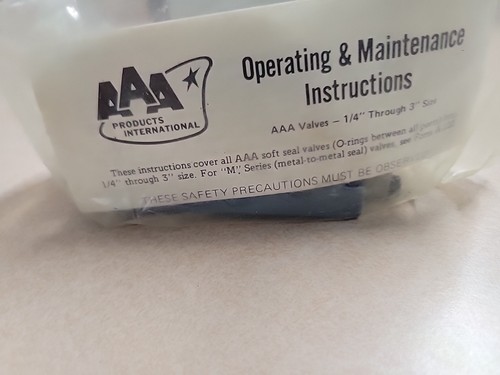 AAA
PRODUCTS
INTERNATIONAL
Operating & Maintenance
Instructions
AAA Valves – 1/4" Through 3" Size
These instructions cover all AAA soft seal valves (O-rings between all
1/4" through 3" size. For "M", Series (metal-to-metal seal) valves, see
THESE SAFETY PRECAUTIONS MUST BE